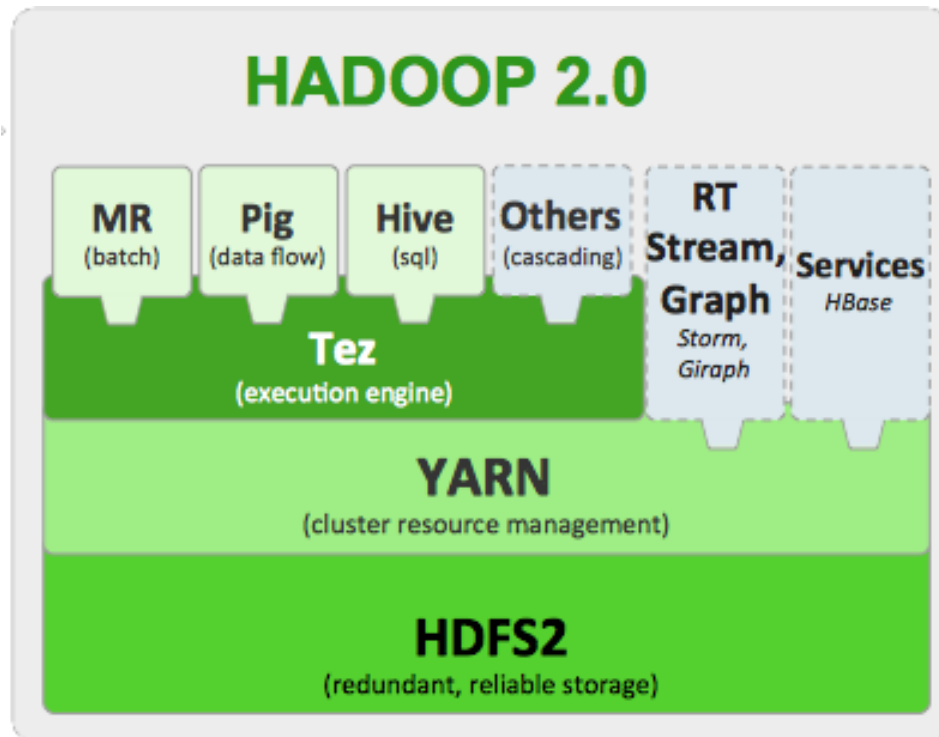 HADOOP 2.0
MR
(batch)
Pig
(data flow)
Hive
(sql)
Others
(cascading)
RT
Stream,
Graph
Storm,
Giraph
Services
HBase
Tez
(execution engine)
YARN
(cluster resource management)
HDFS2
(redundant, reliable storage)